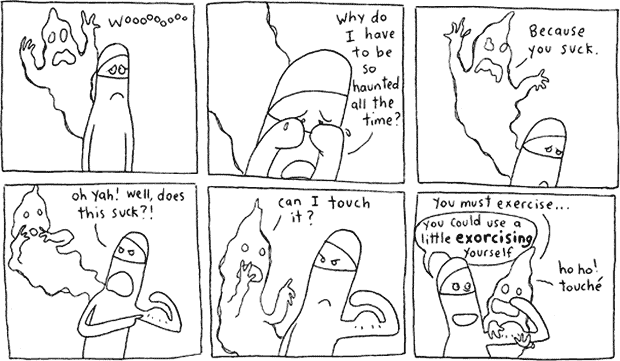 Wooooooooo
Why do
I have
to be
so
haunted
all the
time?
Because
you suck.
oh yah! well, does
this suck?!
can I touch
it?
You must exercise...
you could use a
little exorcising
yourself
ho ho!
touché